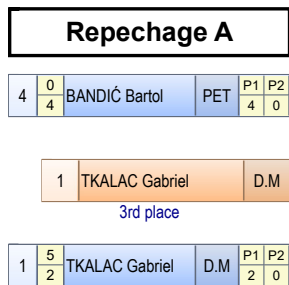 Repechage A
4 0 4 BANDIĆ Bartol PET P1 P2 4 0
1 TKALAC Gabriel D.M
3rd place
1 5 2 TKALAC Gabriel D.M P1 P2 2 0